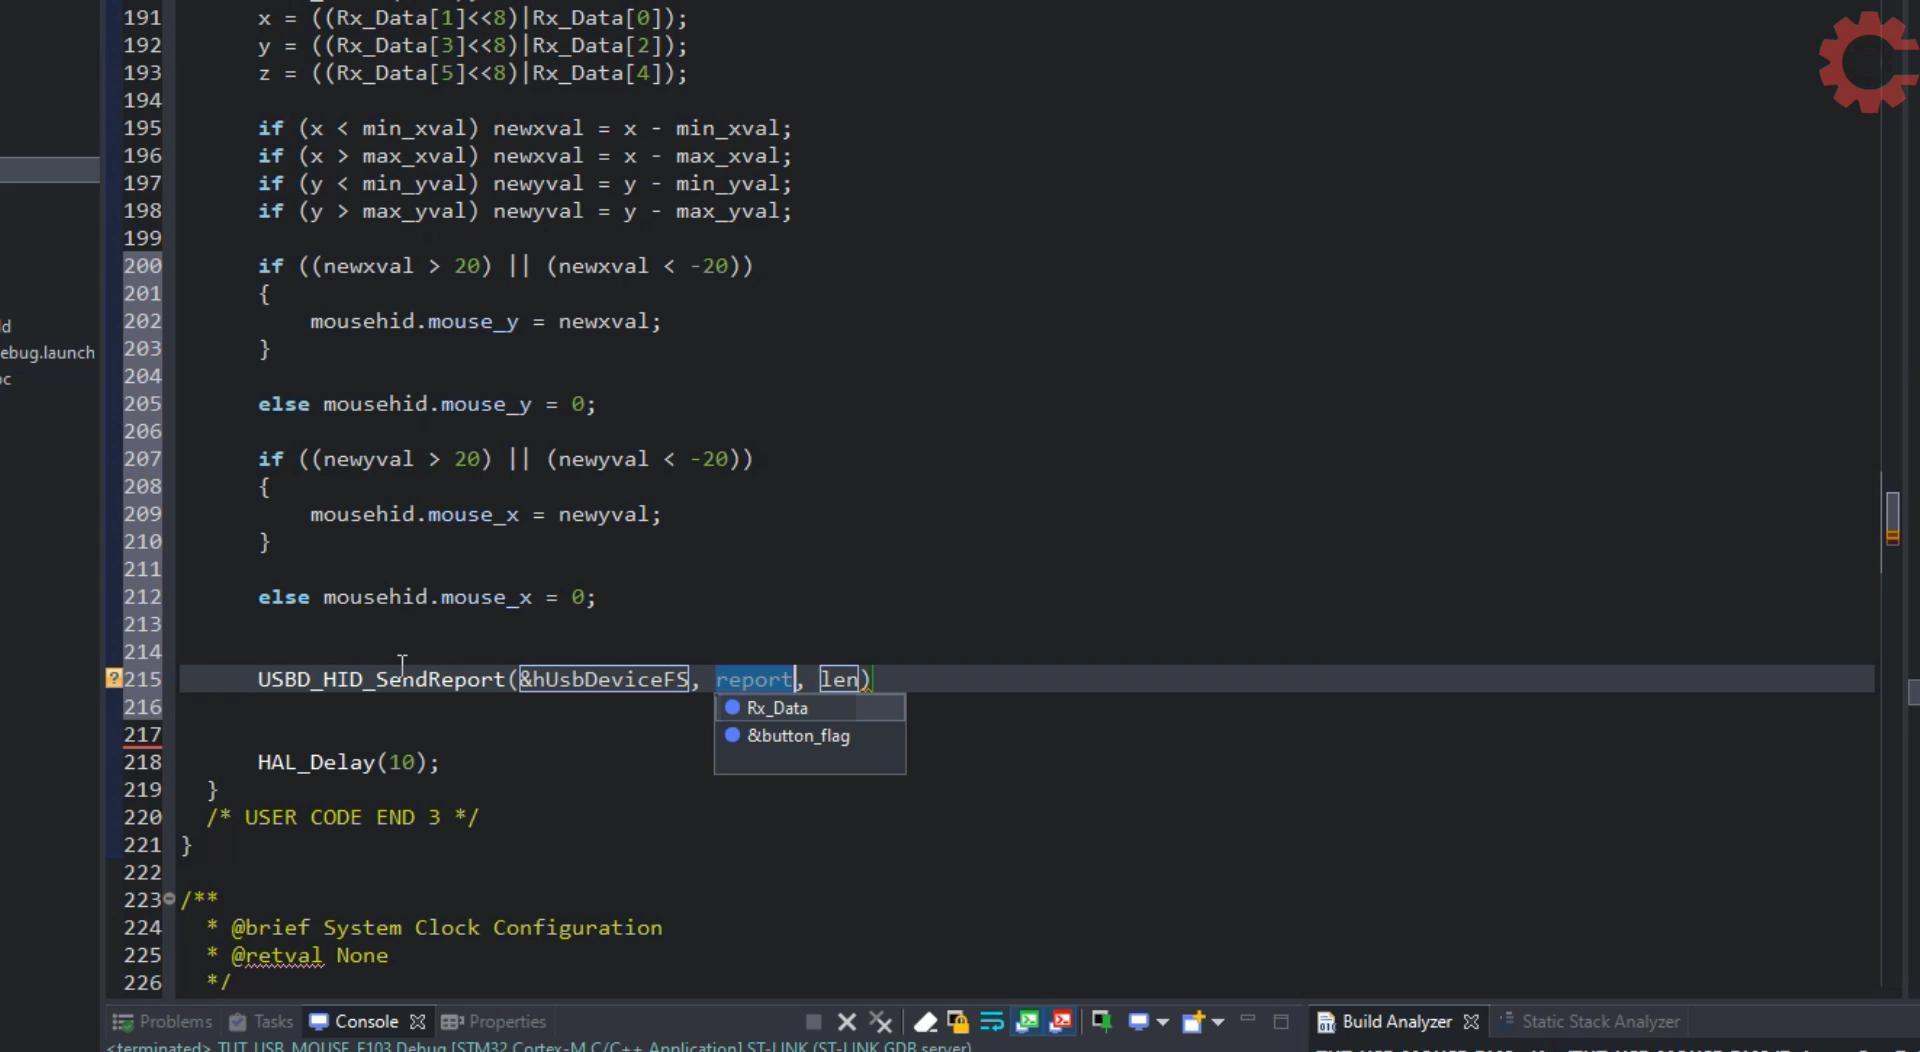 191 x = ((Rx_Data[1]<<8)|Rx_Data[0]);
192 y = ((Rx_Data[3]<<8)|Rx_Data[2]);
193 z = ((Rx_Data[5]<<8)|Rx_Data[4]);
194
195 if (x < min_xval) newxval = x - min_xval;
196 if (x > max_xval) newxval = x - max_xval;
197 if (y < min_yval) newyval = y - min_yval;
198 if (y > max_yval) newyval = y - max_yval;
199
200 if ((newxval > 20) || (newxval < -20))
201 {
202 mousehid.mouse_y = newxval;
203 }
204
205 else mousehid.mouse_y = 0;
206
207 if ((newyval > 20) || (newyval < -20))
208 {
209 mousehid.mouse_x = newyval;
210 }
211
212 else mousehid.mouse_x = 0;
213
214
215 USBD_HID_SendReport(&hUsbDeviceFS, report, len)
216 Rx_Data
217 &button_flag
218 HAL_Delay(10);
219 }
220 /* USER CODE END 3 */
221 }
222
223 /**
224 * @brief System Clock Configuration
225 * @retval None
226 */
ebug.launch
Problems Tasks Console Properties Build Analyzer Static Stack Analyzer
<terminated> TUT_USB_MOUSE_F103 Debug [STM32 Cortex-M C/C++ Application] ST-LINK (ST-LINK GDB server)